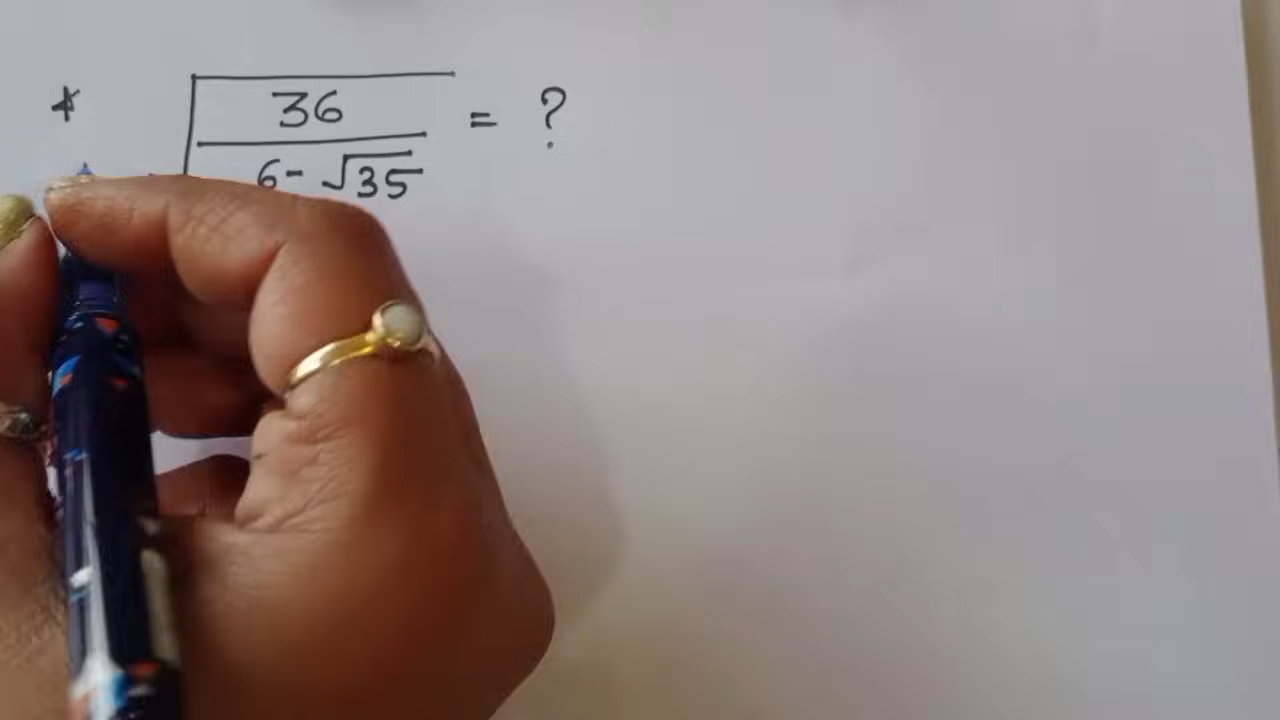 * √(36 / (6 - √35)) = ?